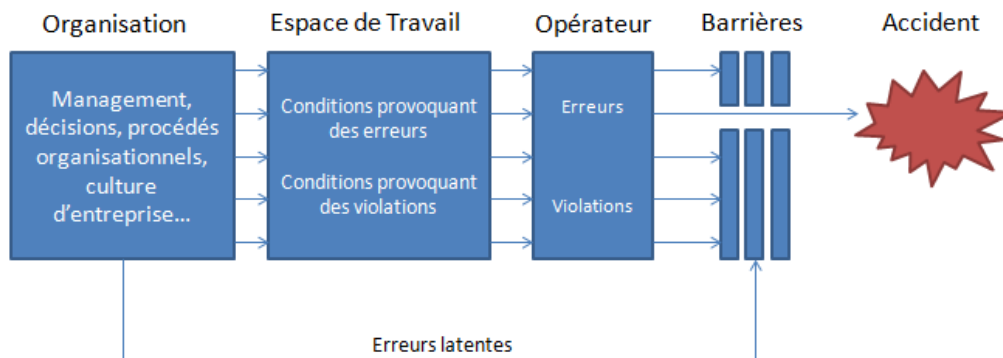 Organisation
Espace de Travail
Opérateur
Barrières
Accident
Management,
décisions, procédés
organisationnels,
culture
d’entreprise…
Conditions provoquant
des erreurs
Conditions provoquant
des violations
Erreurs
Violations
Erreurs latentes